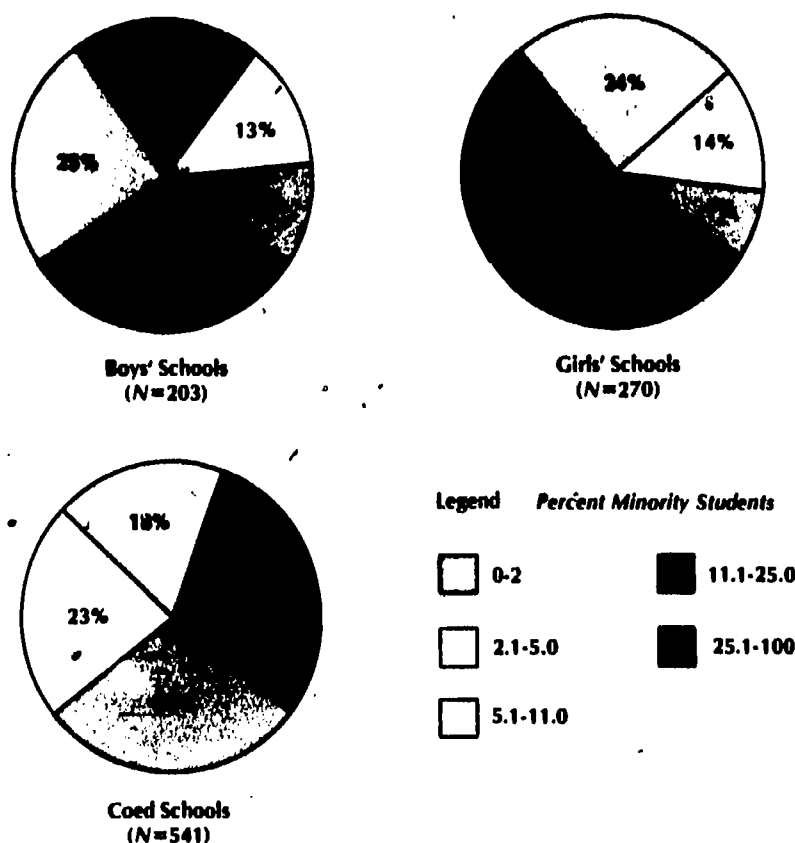 13%
25%
Boys' Schools
(N=203)
24%
14%
Girls' Schools
(N=270)
18%
23%
Coed Schools
(N=541)
Legend Percent Minority Students
0-2
2.1-5.0
5.1-11.0
11.1-25.0
25.1-100